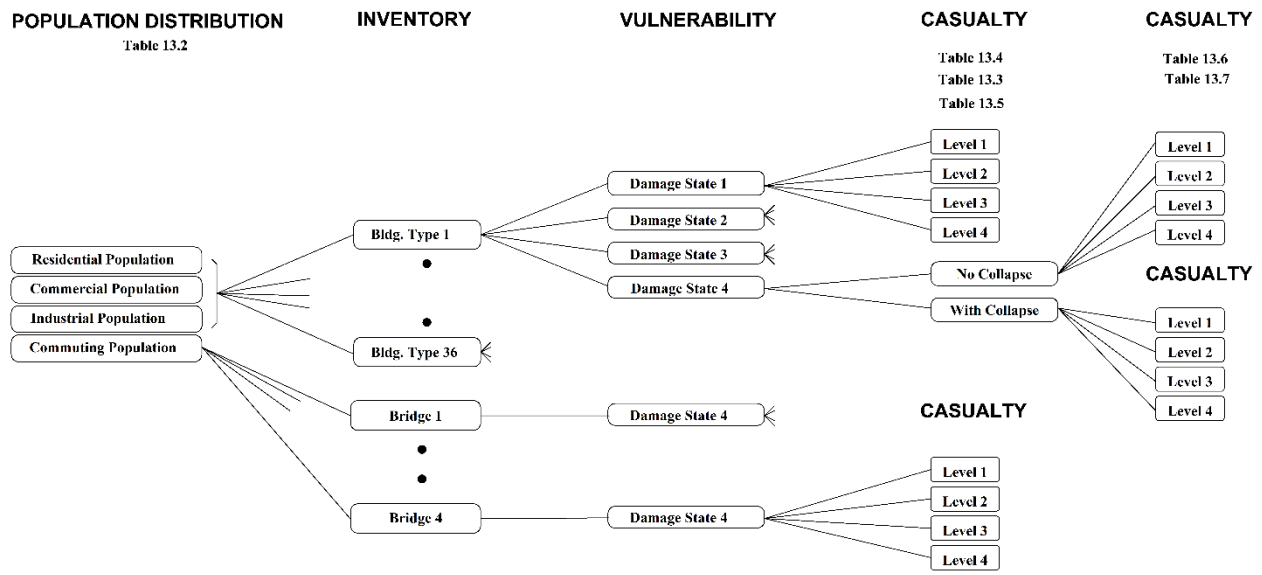 POPULATION DISTRIBUTION
Table 13.2
Residential Population
Commercial Population
Industrial Population
Commuting Population
INVENTORY
Bldg. Type 1
Bldg. Type 36
Bridge 1
Bridge 4
VULNERABILITY
Damage State 1
Damage State 2
Damage State 3
Damage State 4
Damage State 4
Damage State 4
CASUALTY
Table 13.4
Table 13.3
Table 13.5
Level 1
Level 2
Level 3
Level 4
No Collapse
With Collapse
CASUALTY
Level 1
Level 2
Level 3
Level 4
CASUALTY
Table 13.6
Table 13.7
Level 1
Level 2
Level 3
Level 4
CASUALTY
Level 1
Level 2
Level 3
Level 4